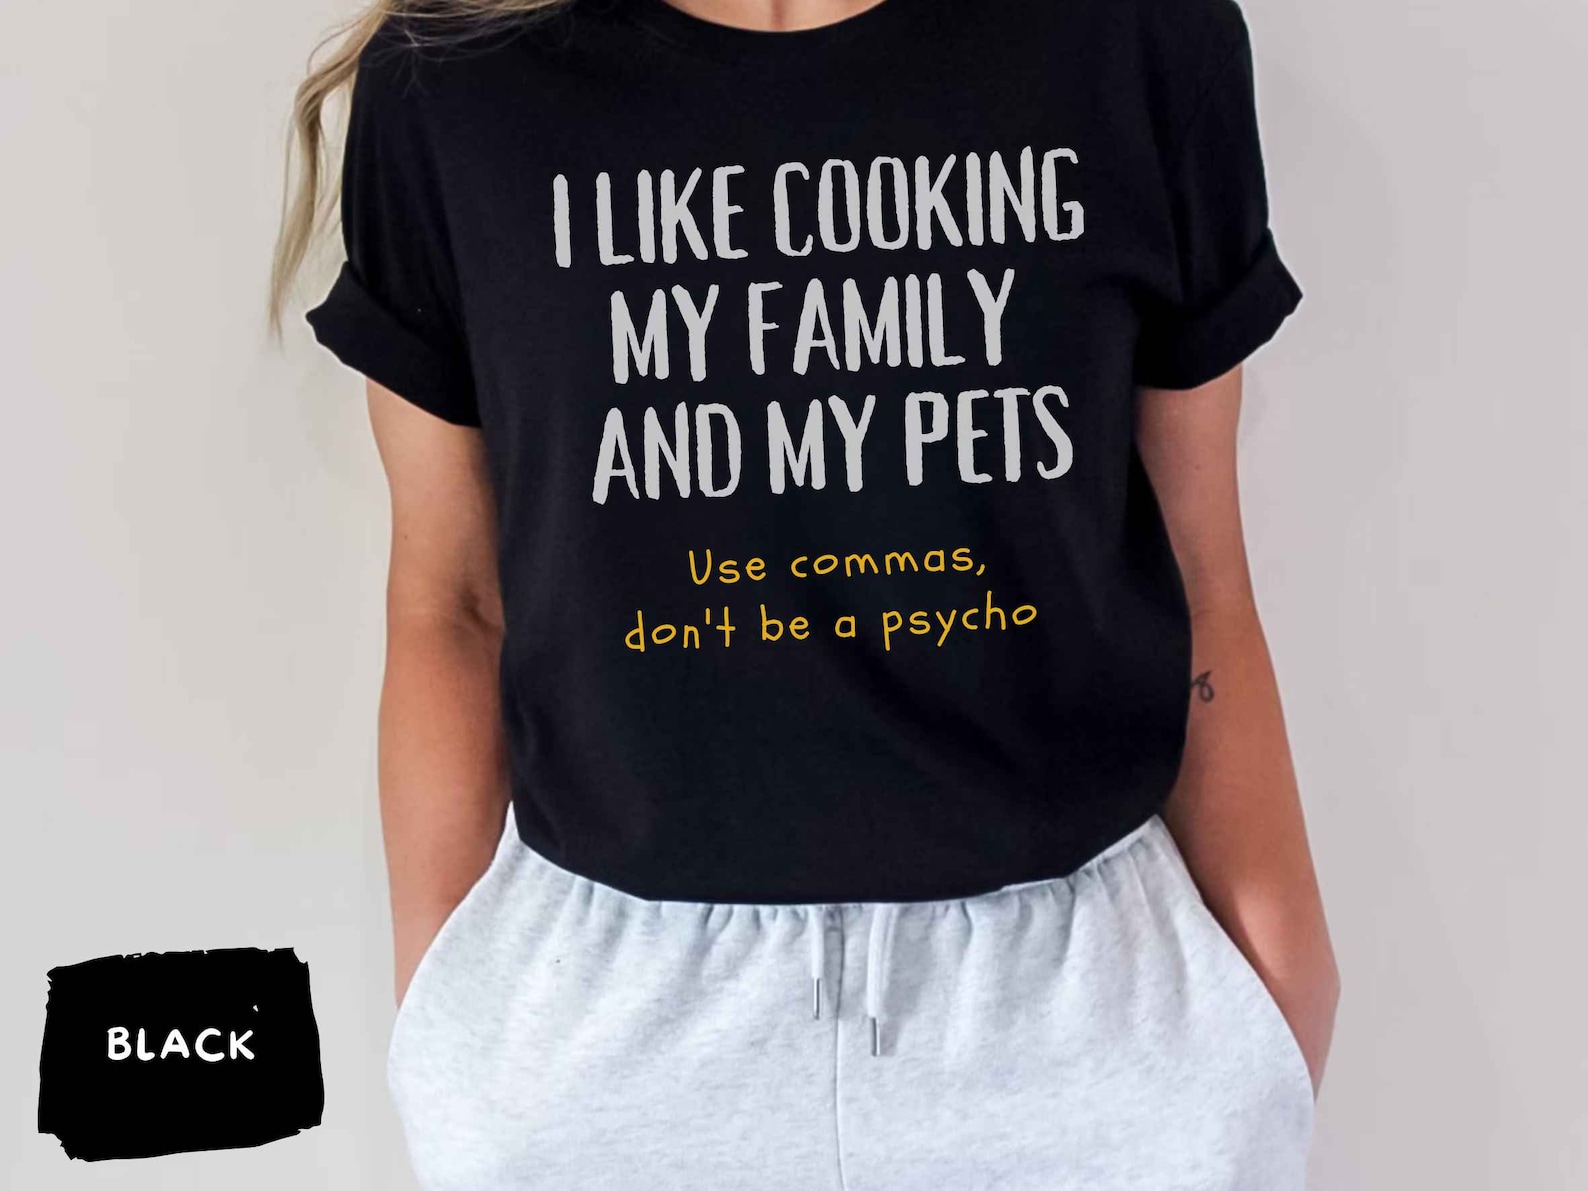 I LIKE COOKING
MY FAMILY
AND MY PETS
Use commas,
don't be a psycho
BLACK